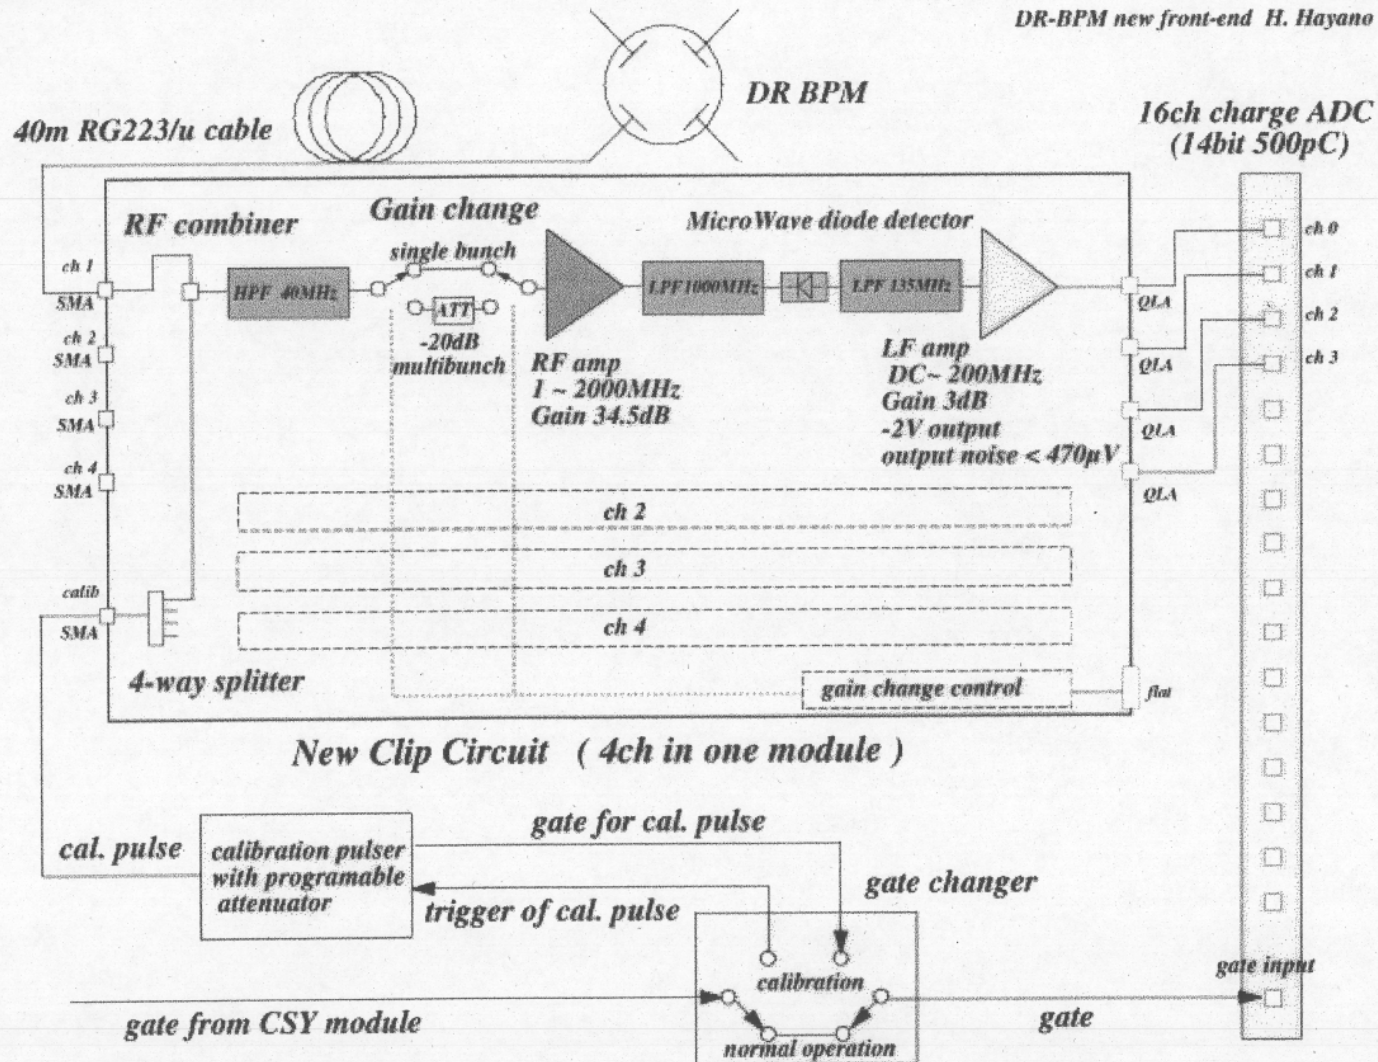 DR-BPM new front-end H. Hayano
DR BPM
40m RG223/u cable
16ch charge ADC
(14bit 500pC)
RF combiner
Gain change
single bunch
MicroWave diode detector
ch 1
SMA
ch 2
SMA
ch 3
SMA
ch 4
SMA
HPF 40MHz
ATT
-20dB
multibunch
LPF1000MHz
LPF 135MHz
RF amp
1 ~ 2000MHz
Gain 34.5dB
LF amp
DC~ 200MHz
Gain 3dB
-2V output
output noise < 470µV
QLA
QLA
QLA
QLA
ch 0
ch 1
ch 2
ch 3
ch 2
ch 3
ch 4
calib
SMA
4-way splitter
gain change control
flat
New Clip Circuit ( 4ch in one module )
cal. pulse
calibration pulser
with programable
attenuator
gate for cal. pulse
trigger of cal. pulse
gate changer
calibration
normal operation
gate from CSY module
gate
gate input